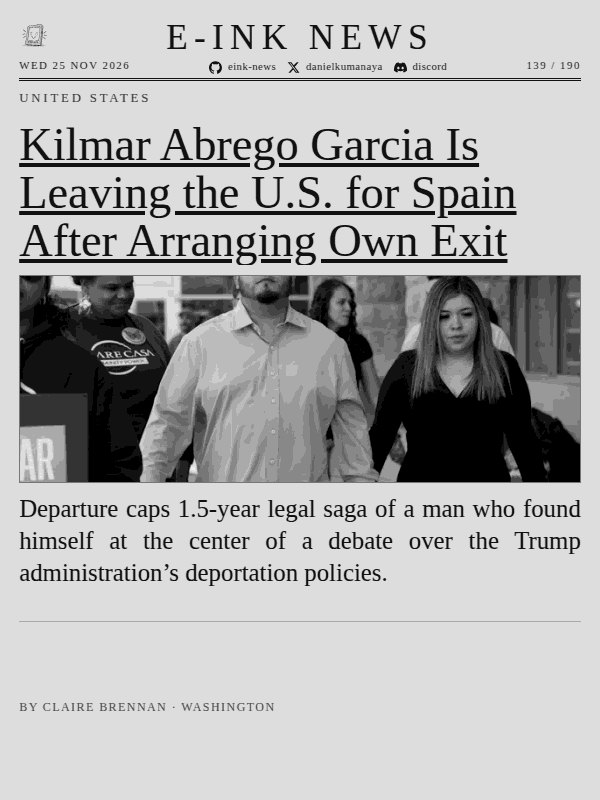 E-INK NEWS
WED 25 NOV 2026
eink-news
danielkumanaya
discord
139 / 190
UNITED STATES
Kilmar Abrego Garcia Is
Leaving the U.S. for Spain
After Arranging Own Exit
ARE CASA
AR
Departure caps 1.5-year legal saga of a man who found
himself at the center of a debate over the Trump
administration’s deportation policies.
BY CLAIRE BRENNAN · WASHINGTON